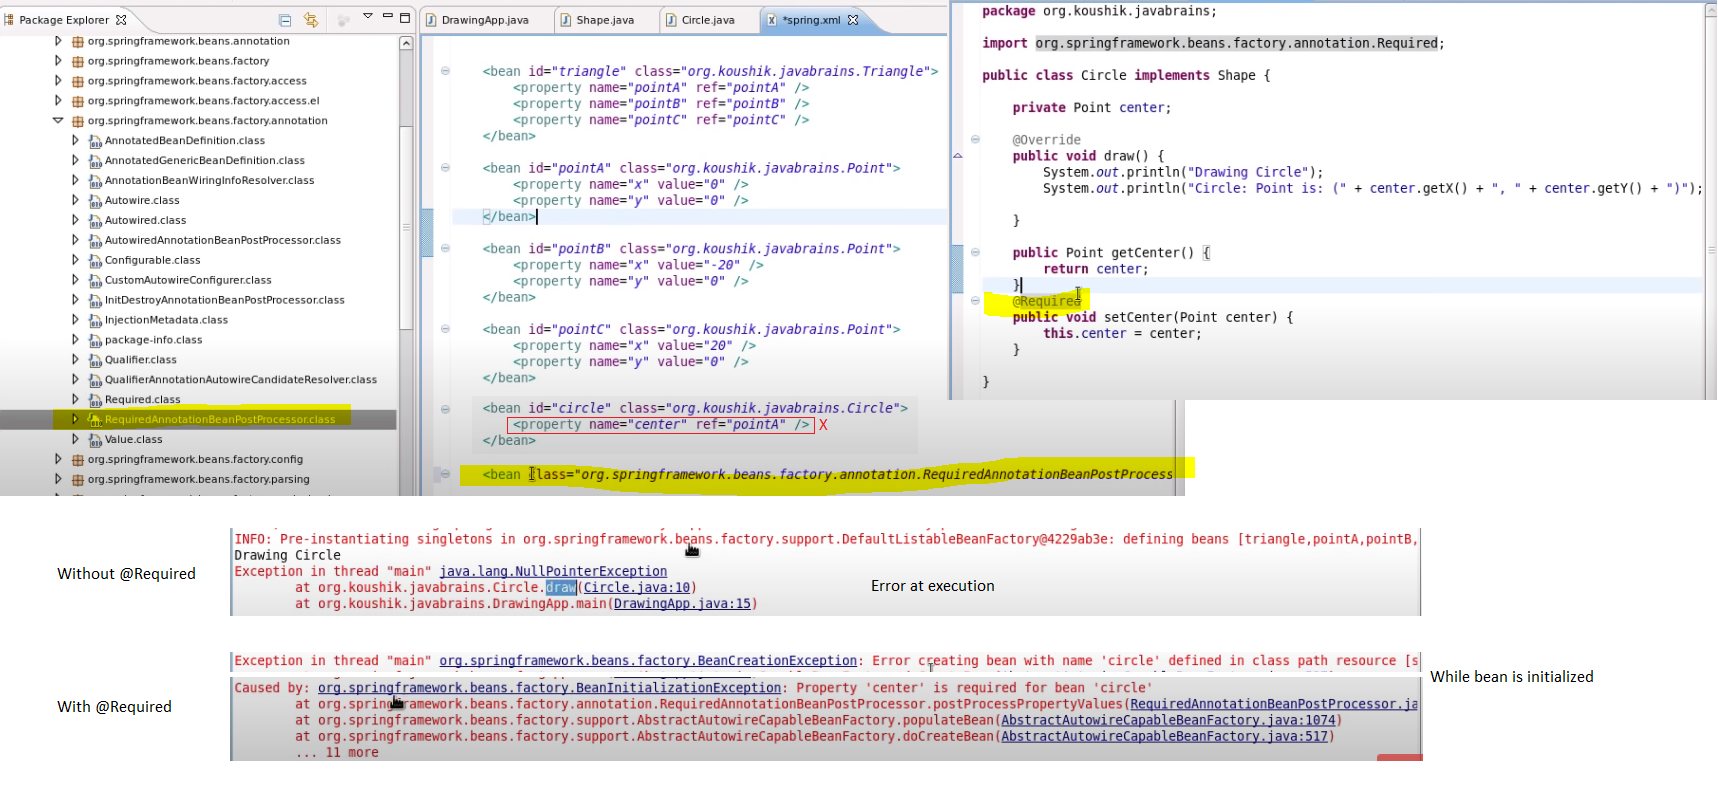 Package Explorer
org.springframework.beans.annotation
org.springframework.beans.factory
org.springframework.beans.factory.access
org.springframework.beans.factory.access.el
org.springframework.beans.factory.annotation
AnnotatedBeanDefinition.class
AnnotatedGenericBeanDefinition.class
AnnotationBeanWiringInfoResolver.class
Autowire.class
Autowired.class
AutowiredAnnotationBeanPostProcessor.class
Configurable.class
CustomAutowireConfigurer.class
InitDestroyAnnotationBeanPostProcessor.class
InjectionMetadata.class
package-info.class
Qualifier.class
QualifierAnnotationAutowireCandidateResolver.class
Required.class
RequiredAnnotationBeanPostProcessor.class
Value.class
org.springframework.beans.factory.config
org.springframework.beans.factory.parsing
DrawingApp.java
Shape.java
Circle.java
*spring.xml
<bean id="triangle" class="org.koushik.javabrains.Triangle">
<property name="pointA" ref="pointA" />
<property name="pointB" ref="pointB" />
<property name="pointC" ref="pointC" />
</bean>
<bean id="pointA" class="org.koushik.javabrains.Point">
<property name="x" value="0" />
<property name="y" value="0" />
</bean>
<bean id="pointB" class="org.koushik.javabrains.Point">
<property name="x" value="-20" />
<property name="y" value="0" />
</bean>
<bean id="pointC" class="org.koushik.javabrains.Point">
<property name="x" value="20" />
<property name="y" value="0" />
</bean>
<bean id="circle" class="org.koushik.javabrains.Circle">
<property name="center" ref="pointA" /> X
</bean>
<bean class="org.springframework.beans.factory.annotation.RequiredAnnotationBeanPostProcess
package org.koushik.javabrains;
import org.springframework.beans.factory.annotation.Required;
public class Circle implements Shape {
private Point center;
@Override
public void draw() {
System.out.println("Drawing Circle");
System.out.println("Circle: Point is: (" + center.getX() + ", " + center.getY() + ")");
}
public Point getCenter() {
return center;
}
@Required
public void setCenter(Point center) {
this.center = center;
}
}
Without @Required
INFO: Pre-instantiating singletons in org.springframework.beans.factory.support.DefaultListableBeanFactory@4229ab3e: defining beans [triangle,pointA,pointB,
Drawing Circle
Exception in thread "main" java.lang.NullPointerException
at org.koushik.javabrains.Circle.draw(Circle.java:10)
at org.koushik.javabrains.DrawingApp.main(DrawingApp.java:15)
Error at execution
With @Required
Exception in thread "main" org.springframework.beans.factory.BeanCreationException: Error creating bean with name 'circle' defined in class path resource [s
Caused by: org.springframework.beans.factory.BeanInitializationException: Property 'center' is required for bean 'circle'
at org.springframework.beans.factory.annotation.RequiredAnnotationBeanPostProcessor.postProcessPropertyValues(RequiredAnnotationBeanPostProcessor.ja
at org.springframework.beans.factory.support.AbstractAutowireCapableBeanFactory.populateBean(AbstractAutowireCapableBeanFactory.java:1074)
at org.springframework.beans.factory.support.AbstractAutowireCapableBeanFactory.doCreateBean(AbstractAutowireCapableBeanFactory.java:517)
... 11 more
While bean is initialized